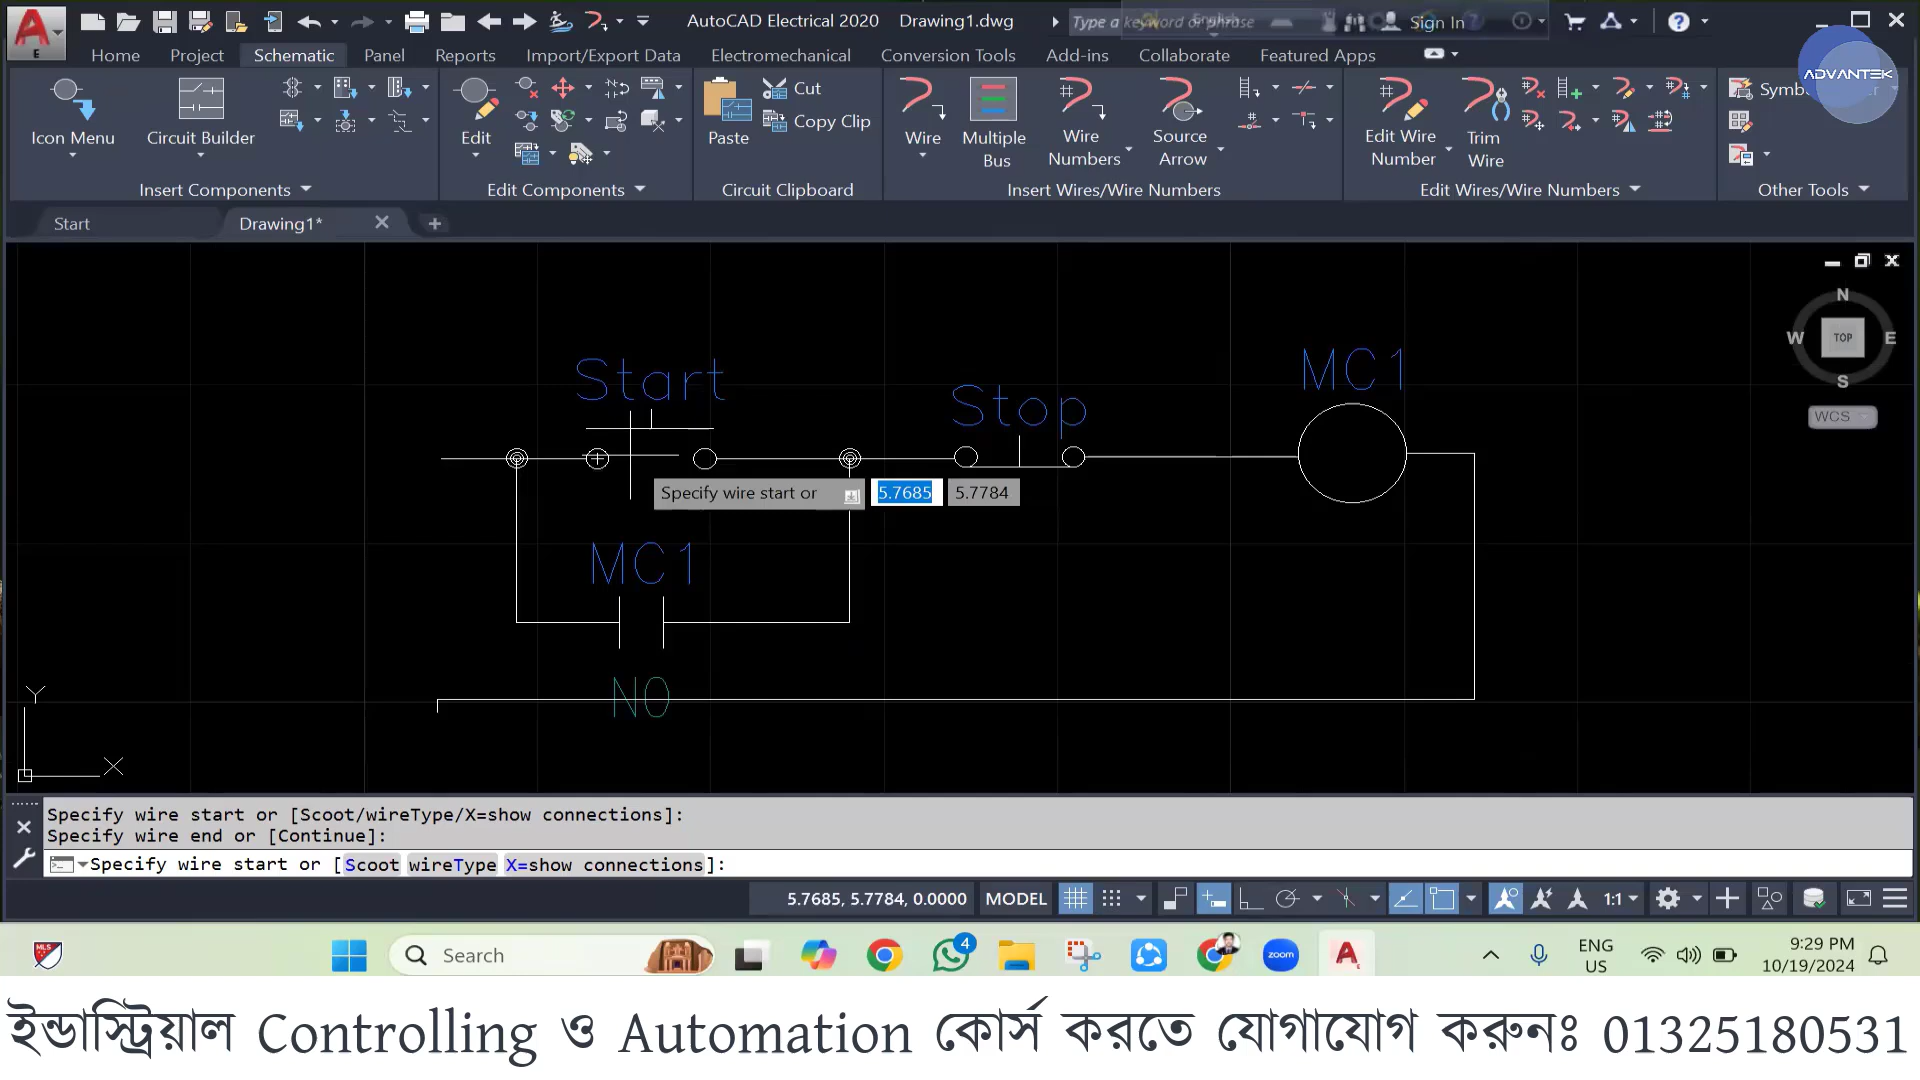 AutoCAD Electrical 2020 Drawing1.dwg
Type a keyword or phrase
Sign In
E
Home Project Schematic Panel Reports Import/Export Data Electromechanical Conversion Tools Add-ins Collaborate Featured Apps
ADVANTEK
Icon Menu Circuit Builder
Edit
Paste
Cut
Copy Clip
Wire
Multiple Bus
Wire Numbers
Source Arrow
Edit Wire Number
Trim Wire
Insert Components Edit Components Circuit Clipboard Insert Wires/Wire Numbers Edit Wires/Wire Numbers Other Tools
Start Drawing1*
N
W TOP E
S
WCS
MC1
Start
Stop
Specify wire start or 5.7685 5.7784
MC1
NO
Y
X
Specify wire start or [Scoot/wireType/X=show connections]:
Specify wire end or [Continue]:
Specify wire start or [Scoot wireType X=show connections]:
5.7685, 5.7784, 0.0000 MODEL 1:1
MLS
Search
4
zoom
ENG
US
9:29 PM
10/19/2024
ইন্ডাস্ট্রিয়াল Controlling ও Automation কোর্স করতে যোগাযোগ করুনঃ 01325180531